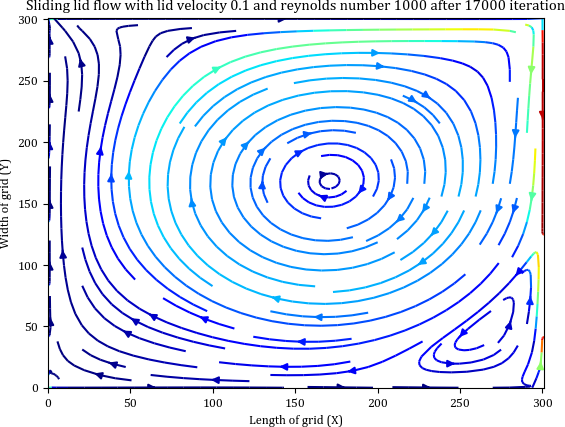 Sliding lid flow with lid velocity 0.1 and reynolds number 1000 after 17000 iteration
300
250
200
150
100
50
0
Width of grid (Y)
0 50 100 150 200 250 300
Length of grid (X)